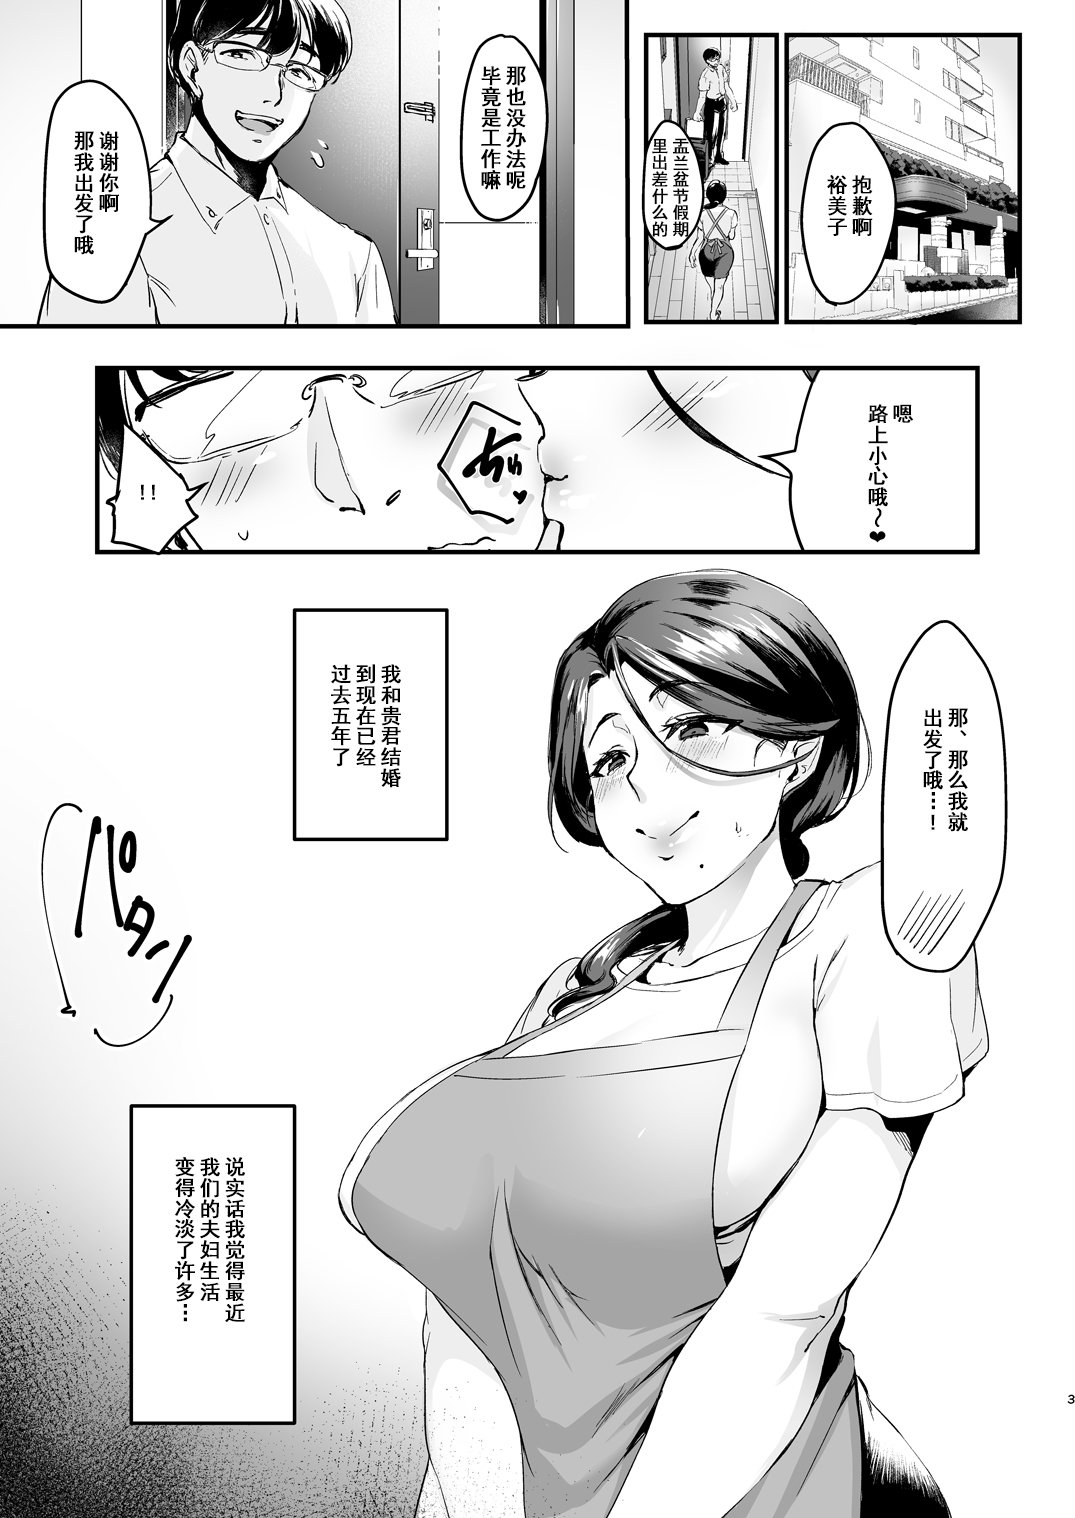 抱歉啊
裕美子
盂兰盆节假期
里出差什么的
那也没办法呢
毕竟是工作嘛
谢谢你啊
那我出发了哦
嗯
路上小心哦~♥
!!
那、那么我就
出发了哦…!
我和贵君结婚
到现在已经
过去五年了
パタン
说实话我觉得最近
我们的夫妇生活
变得冷淡了许多…
3